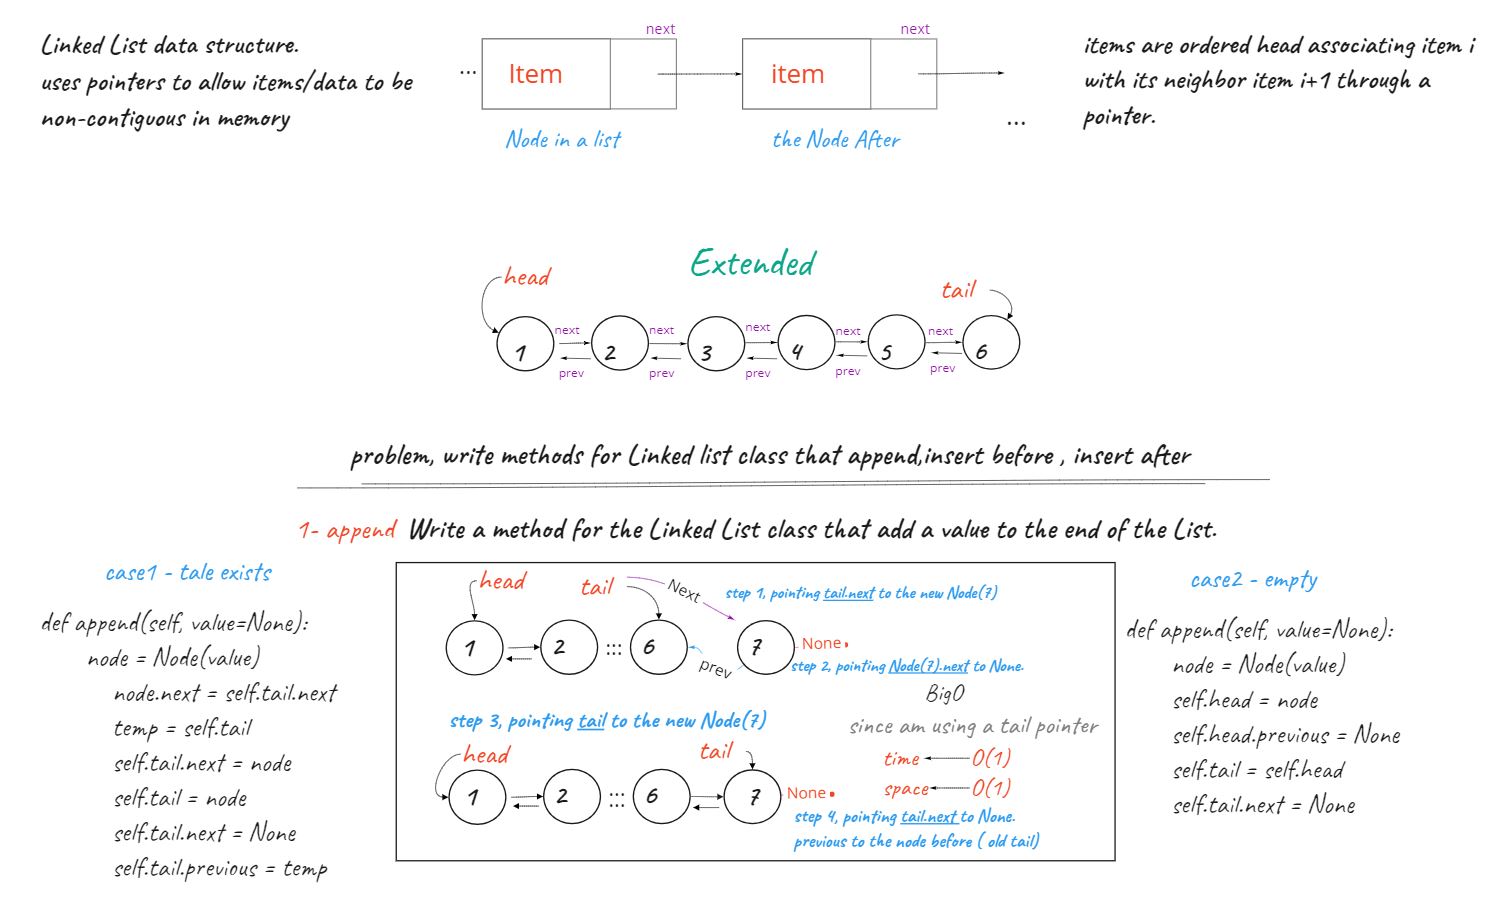 Linked List data structure.
uses pointers to allow items/data to be
non-contiguous in memory
...
next
Item
Node in a list
next
item
the Node After
...
items are ordered head associating item i
with its neighbor item i+1 through a
pointer.
Extended
head
tail
1
next
prev
2
next
prev
3
next
prev
4
next
prev
5
next
prev
6
problem, write methods for Linked list class that append,insert before , insert after
1- append Write a method for the Linked List class that add a value to the end of the List.
case1 - tale exists
def append(self, value=None):
node = Node(value)
node.next = self.tail.next
temp = self.tail
self.tail.next = node
self.tail = node
self.tail.next = None
self.tail.previous = temp
head
tail
Next
step 1, pointing tail.next to the new Node(7)
1
2
:::
6
prev
7
None
step 2, pointing Node(7).next to None.
BigO
since am using a tail pointer
time O(1)
space O(1)
step 3, pointing tail to the new Node(7)
head
tail
1
2
:::
6
7
None
step 4, pointing tail.next to None.
previous to the node before ( old tail)
case2 - empty
def append(self, value=None):
node = Node(value)
self.head = node
self.head.previous = None
self.tail = self.head
self.tail.next = None